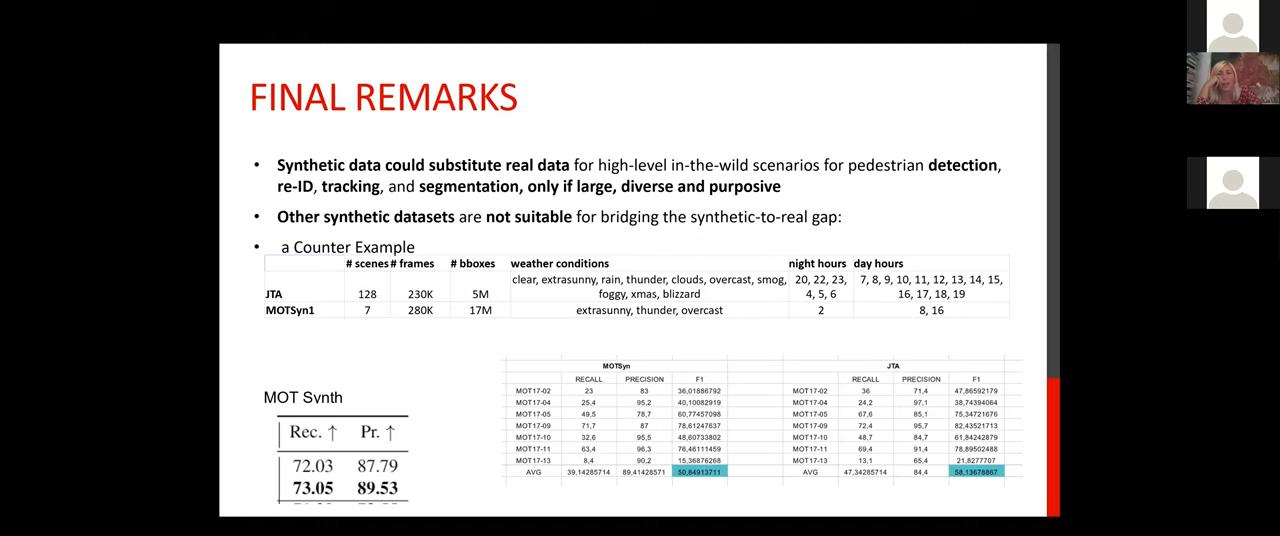 FINAL REMARKS
• Synthetic data could substitute real data for high-level in-the-wild scenarios for pedestrian detection,
re-ID, tracking, and segmentation, only if large, diverse and purposive
• Other synthetic datasets are not suitable for bridging the synthetic-to-real gap:
• a Counter Example
# scenes # frames # bboxes weather conditions night hours day hours
clear, extrasunny, rain, thunder, clouds, overcast, smog, 20, 22, 23, 7, 8, 9, 10, 11, 12, 13, 14, 15,
JTA 128 230K 5M foggy, xmas, blizzard 4, 5, 6 16, 17, 18, 19
MOTSyn1 7 280K 17M extrasunny, thunder, overcast 2 8, 16
MOTSyn JTA
RECALL PRECISION F1 RECALL PRECISION F1
MOT17-02 23 83 36,01886792 MOT17-02 36 71,4 47,86592179
MOT17-04 25,4 95,2 40,10082919 MOT17-04 24,2 97,1 38,74394064
MOT17-05 49,5 78,7 60,77457098 MOT17-05 67,6 85,1 75,34721676
MOT17-09 71,7 87 78,61247637 MOT17-09 72,4 95,7 82,43521713
MOT17-10 32,6 95,5 48,60733802 MOT17-10 48,7 84,7 61,84242879
MOT17-11 63,4 96,3 76,46111459 MOT17-11 69,4 91,4 78,89502488
MOT17-13 8,4 90,2 15,36876268 MOT17-13 13,1 65,4 21,8277707
AVG 39,14285714 89,41428571 50,84913711 AVG 47,34285714 84,4 58,13678867
MOT Synth
Rec. ↑ Pr. ↑
72.03 87.79
73.05 89.53